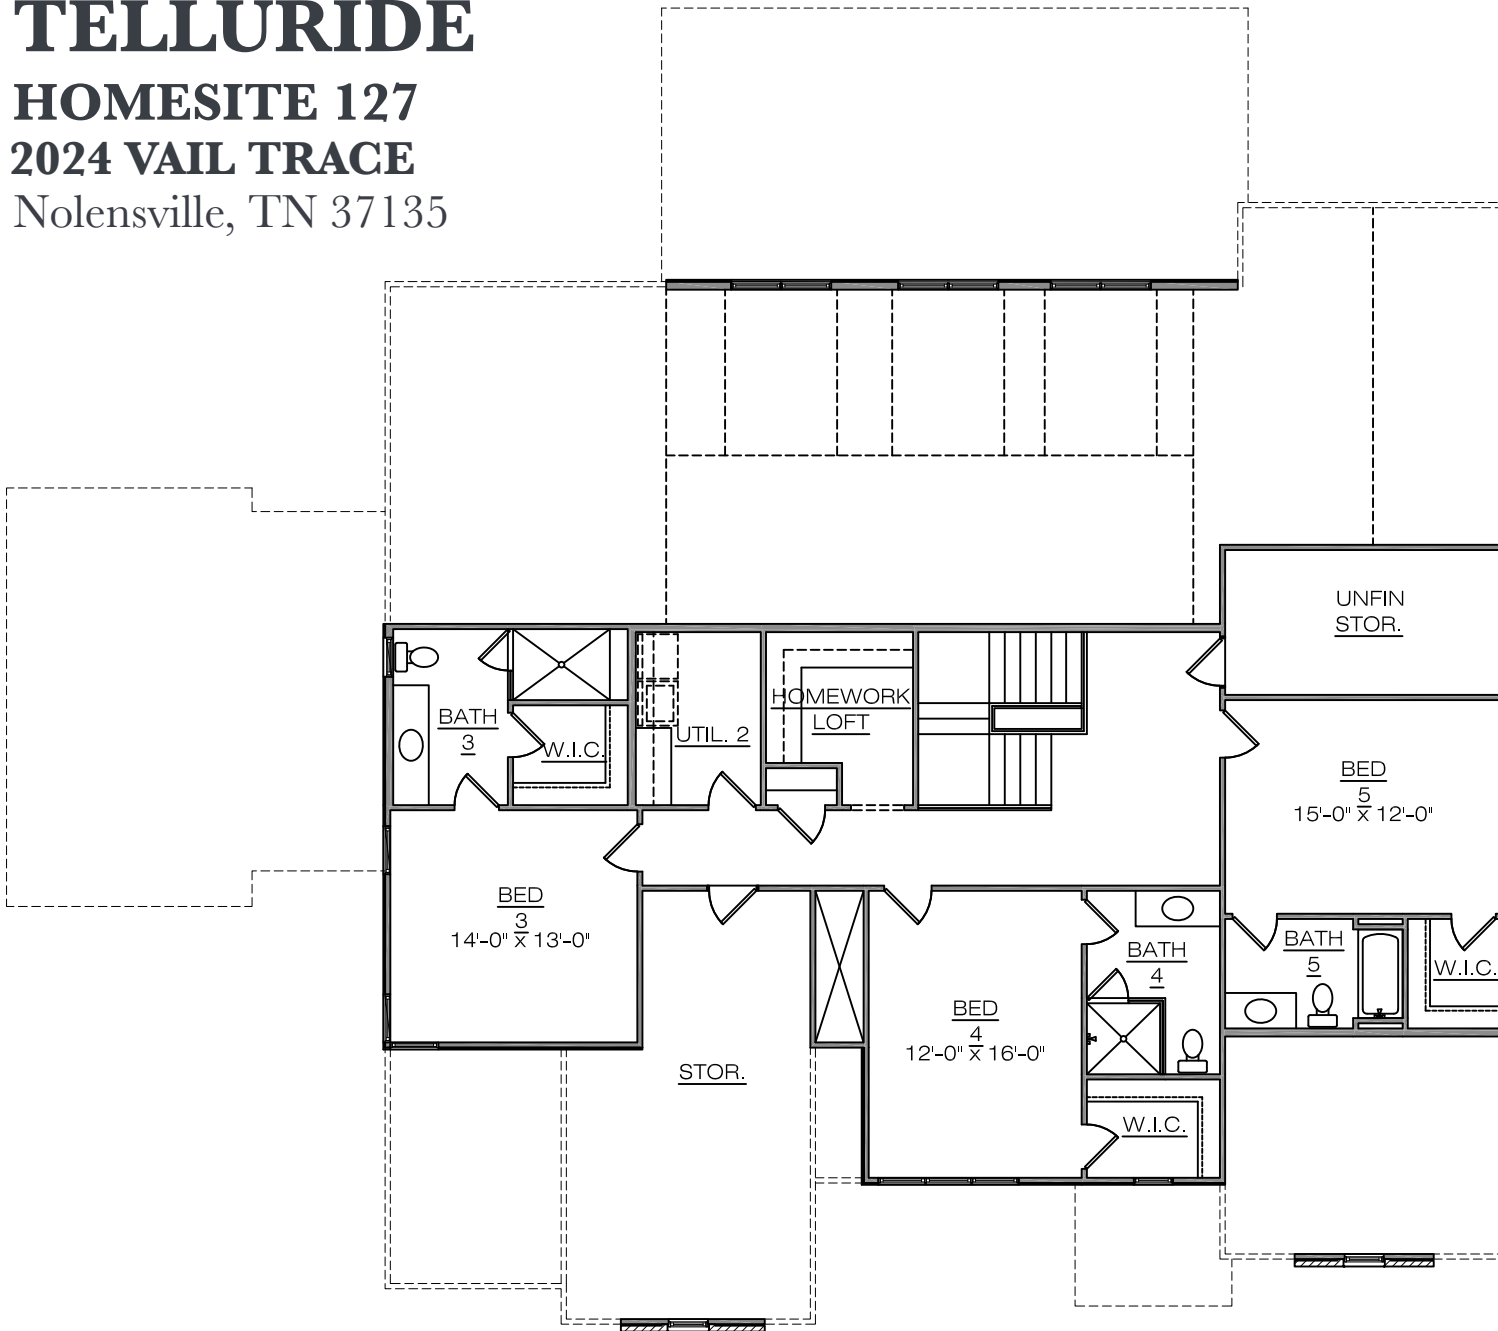 TELLURIDE
HOMESITE 127
2024 VAIL TRACE
Nolensville, TN 37135
UNFIN
STOR.
HOMEWORK
LOFT
BATH
3
W.I.C.
UTIL. 2
BED
5
15'-0" x 12'-0"
BED
3
14'-0" x 13'-0"
BATH
4
BATH
5
W.I.C.
BED
4
12'-0" x 16'-0"
STOR.
W.I.C.